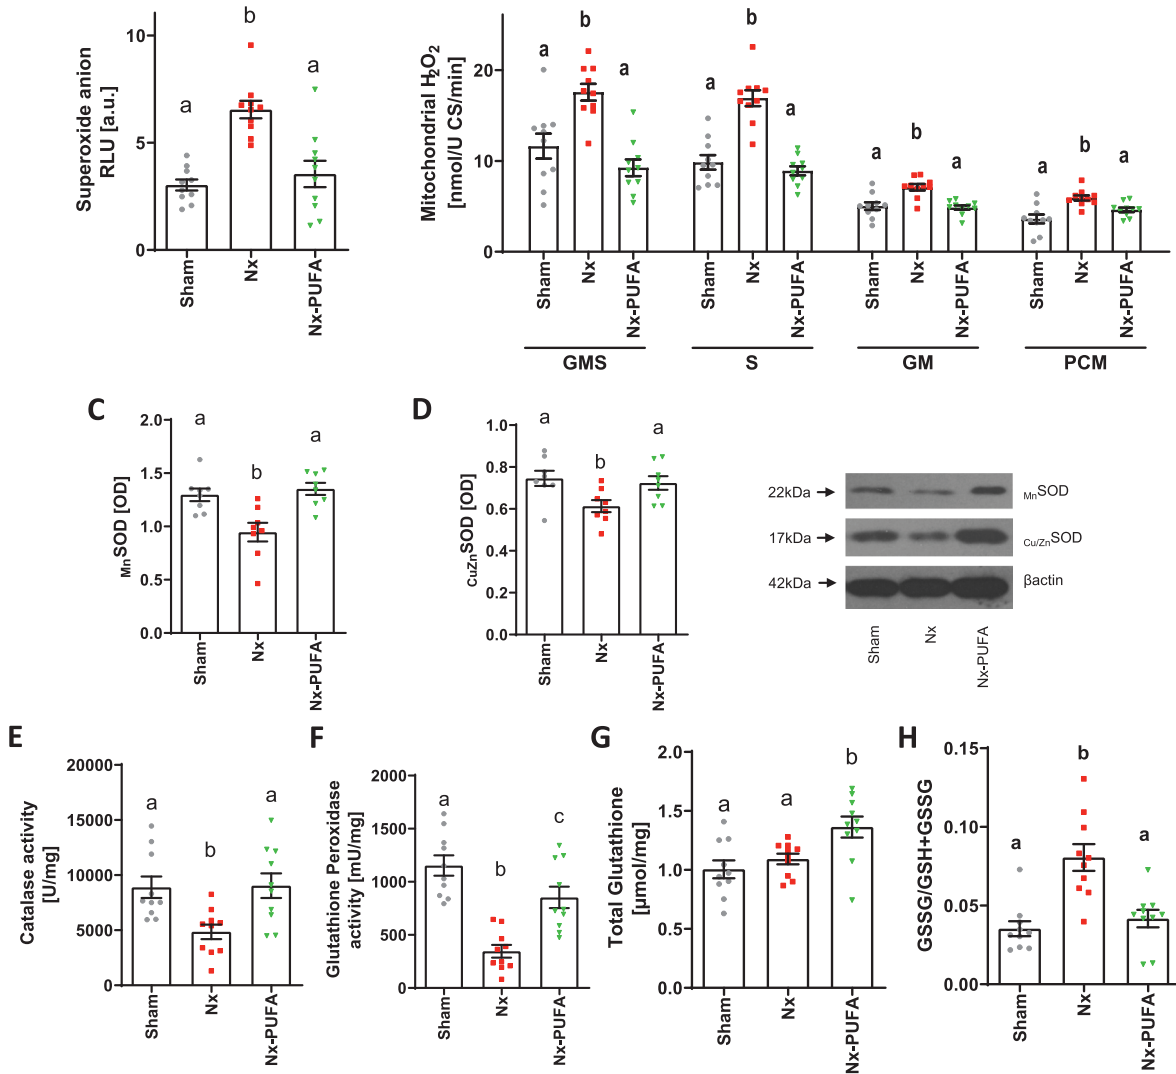 Superoxide anion
RLU [a.u.]
10
5
0
a
b
a
Sham
Nx
Nx-PUFA
Mitochondrial H2O2
[nmol/U CS/min]
20
10
0
a
b
a
a
b
a
a
b
a
a
b
a
Sham
Nx
Nx-PUFA
Sham
Nx
Nx-PUFA
Sham
Nx
Nx-PUFA
Sham
Nx
Nx-PUFA
GMS
S
GM
PCM
C
MnSOD [OD]
2.0
1.5
1.0
0.5
0.0
a
b
a
Sham
Nx
Nx-PUFA
D
CuZnSOD [OD]
1.0
0.8
0.6
0.4
0.2
0.0
a
b
a
Sham
Nx
Nx-PUFA
22kDa
MnSOD
17kDa
Cu/ZnSOD
42kDa
βactin
Sham
Nx
Nx-PUFA
E
Catalase activity
[U/mg]
20000
15000
10000
5000
0
a
b
a
Sham
Nx
Nx-PUFA
F
Glutathione Peroxidase
activity [mU/mg]
2000
1500
1000
500
0
a
b
c
Sham
Nx
Nx-PUFA
G
Total Glutathione
[μmol/mg]
2.0
1.5
1.0
0.5
0.0
a
a
b
Sham
Nx
Nx-PUFA
H
GSSG/GSH+GSSG
0.15
0.10
0.05
0.00
a
b
a
Sham
Nx
Nx-PUFA